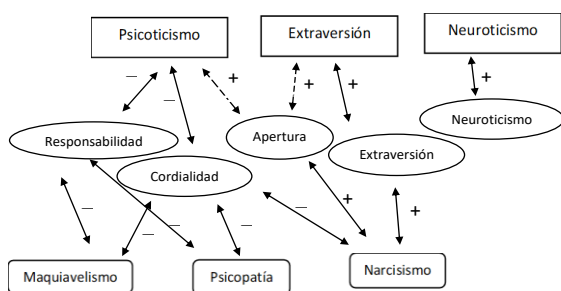 Psicoticismo
Extraversión
Neuroticismo
–
–
+
+
+
+
Responsabilidad
Cordialidad
Apertura
Extraversión
Neuroticismo
–
–
–
–
–
+
+
Maquiavelismo
Psicopatía
Narcisismo